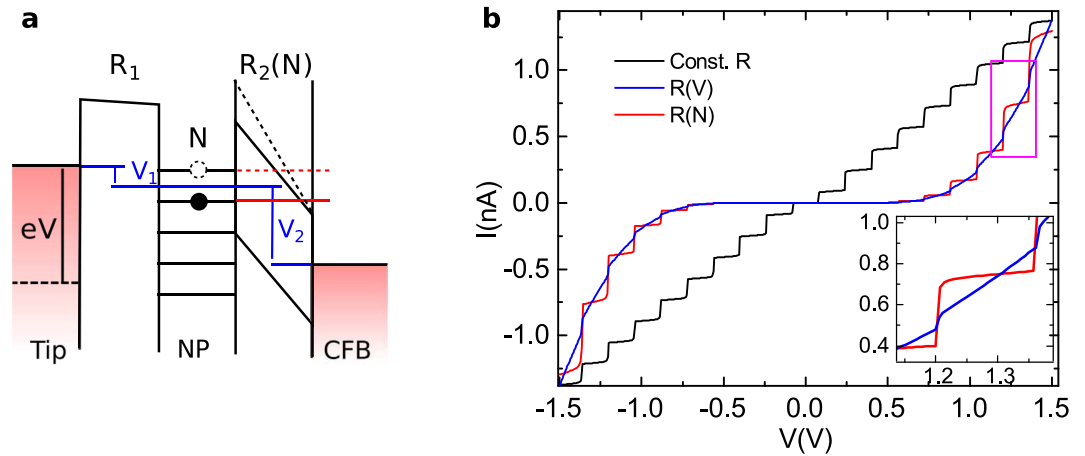 a
R₁
R₂(N)
N
V₁
eV
V₂
Tip
NP
CFB
b
1.0
0.5
0.0
-0.5
-1.0
I(nA)
Const. R
R(V)
R(N)
1.0
0.8
0.6
0.4
1.2
1.3
-1.5
-1.0
-0.5
0.0
0.5
1.0
1.5
V(V)